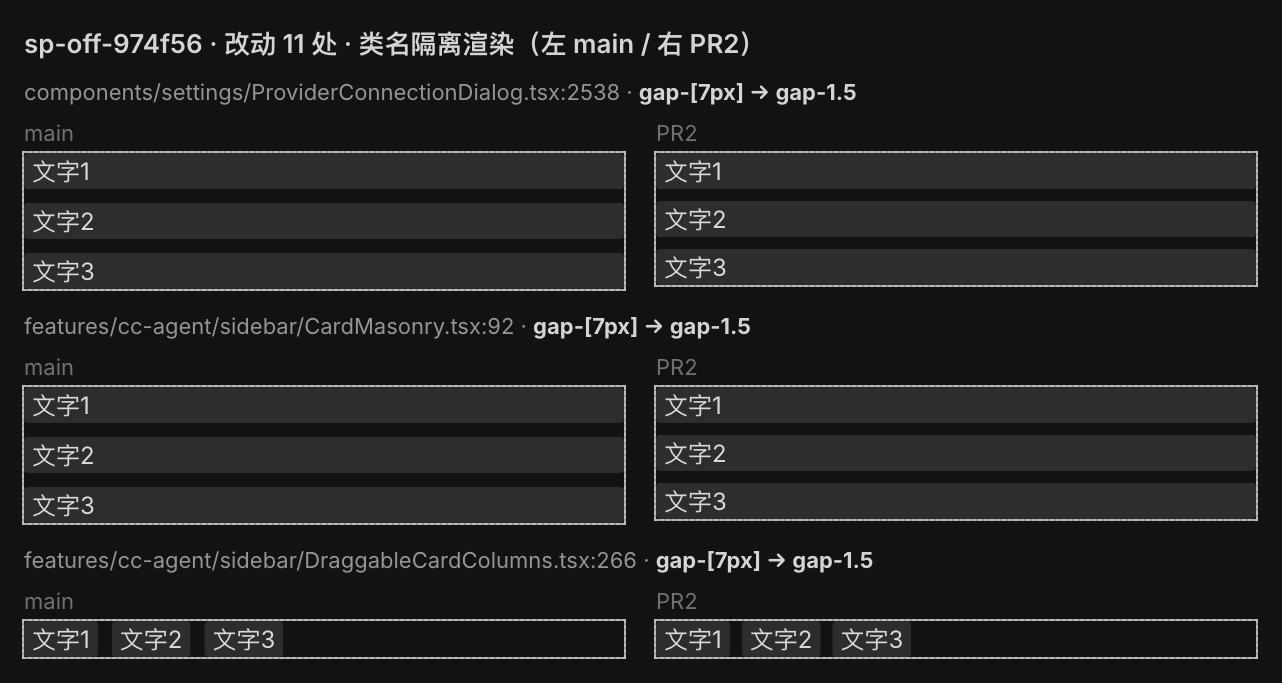 sp-off-974f56 · 改动 11 处 · 类名隔离渲染（左 main / 右 PR2）
components/settings/ProviderConnectionDialog.tsx:2538 · gap-[7px] → gap-1.5
main PR2
文字1 文字1
文字2 文字2
文字3 文字3
features/cc-agent/sidebar/CardMasonry.tsx:92 · gap-[7px] → gap-1.5
main PR2
文字1 文字1
文字2 文字2
文字3 文字3
features/cc-agent/sidebar/DraggableCardColumns.tsx:266 · gap-[7px] → gap-1.5
main PR2
文字1 文字2 文字3 文字1 文字2 文字3